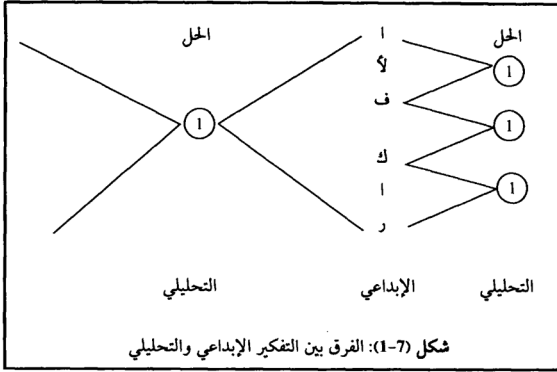 الحل
الحل
ا
لأ
ف
ك
ا
ر
1
1
1
1
التحليلي
الإبداعي
التحليلي
شكل (7-1): الفرق بين التفكير الإبداعي والتحليلي